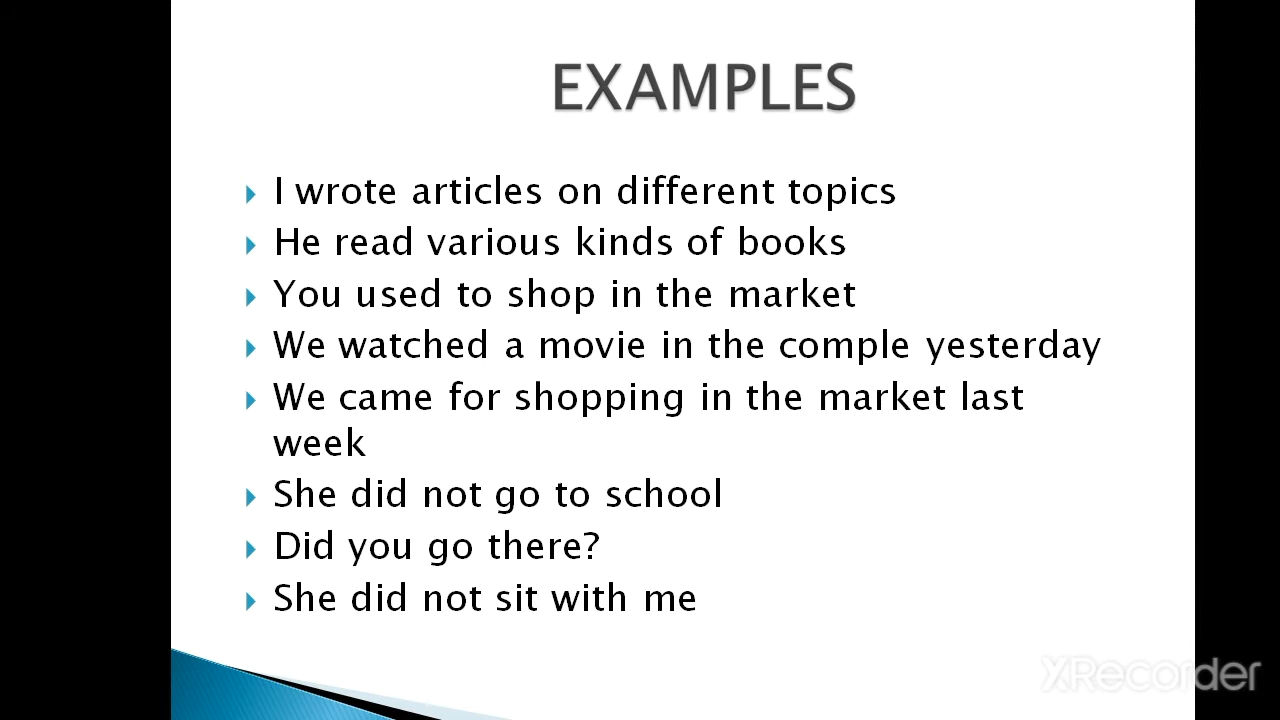 EXAMPLES
I wrote articles on different topics
He read various kinds of books
You used to shop in the market
We watched a movie in the comple yesterday
We came for shopping in the market last
week
She did not go to school
Did you go there?
She did not sit with me
XRecorder